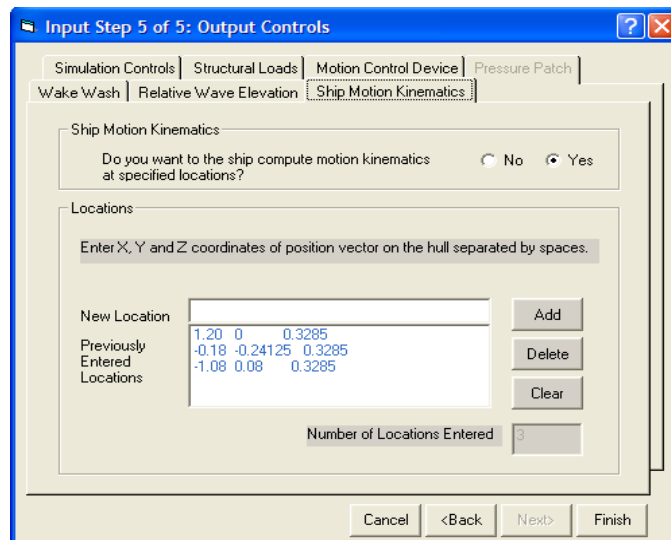 Input Step 5 of 5: Output Controls
Simulation Controls Structural Loads Motion Control Device Pressure Patch
Wake Wash Relative Wave Elevation Ship Motion Kinematics
Ship Motion Kinematics
Do you want to the ship compute motion kinematics
at specified locations?
No Yes
Locations
Enter X, Y and Z coordinates of position vector on the hull separated by spaces.
New Location
Add
Previously
Entered
Locations
1.20 0 0.3285
-0.18 -0.24125 0.3285
-1.08 0.08 0.3285
Delete
Clear
Number of Locations Entered 3
Cancel <Back Next> Finish